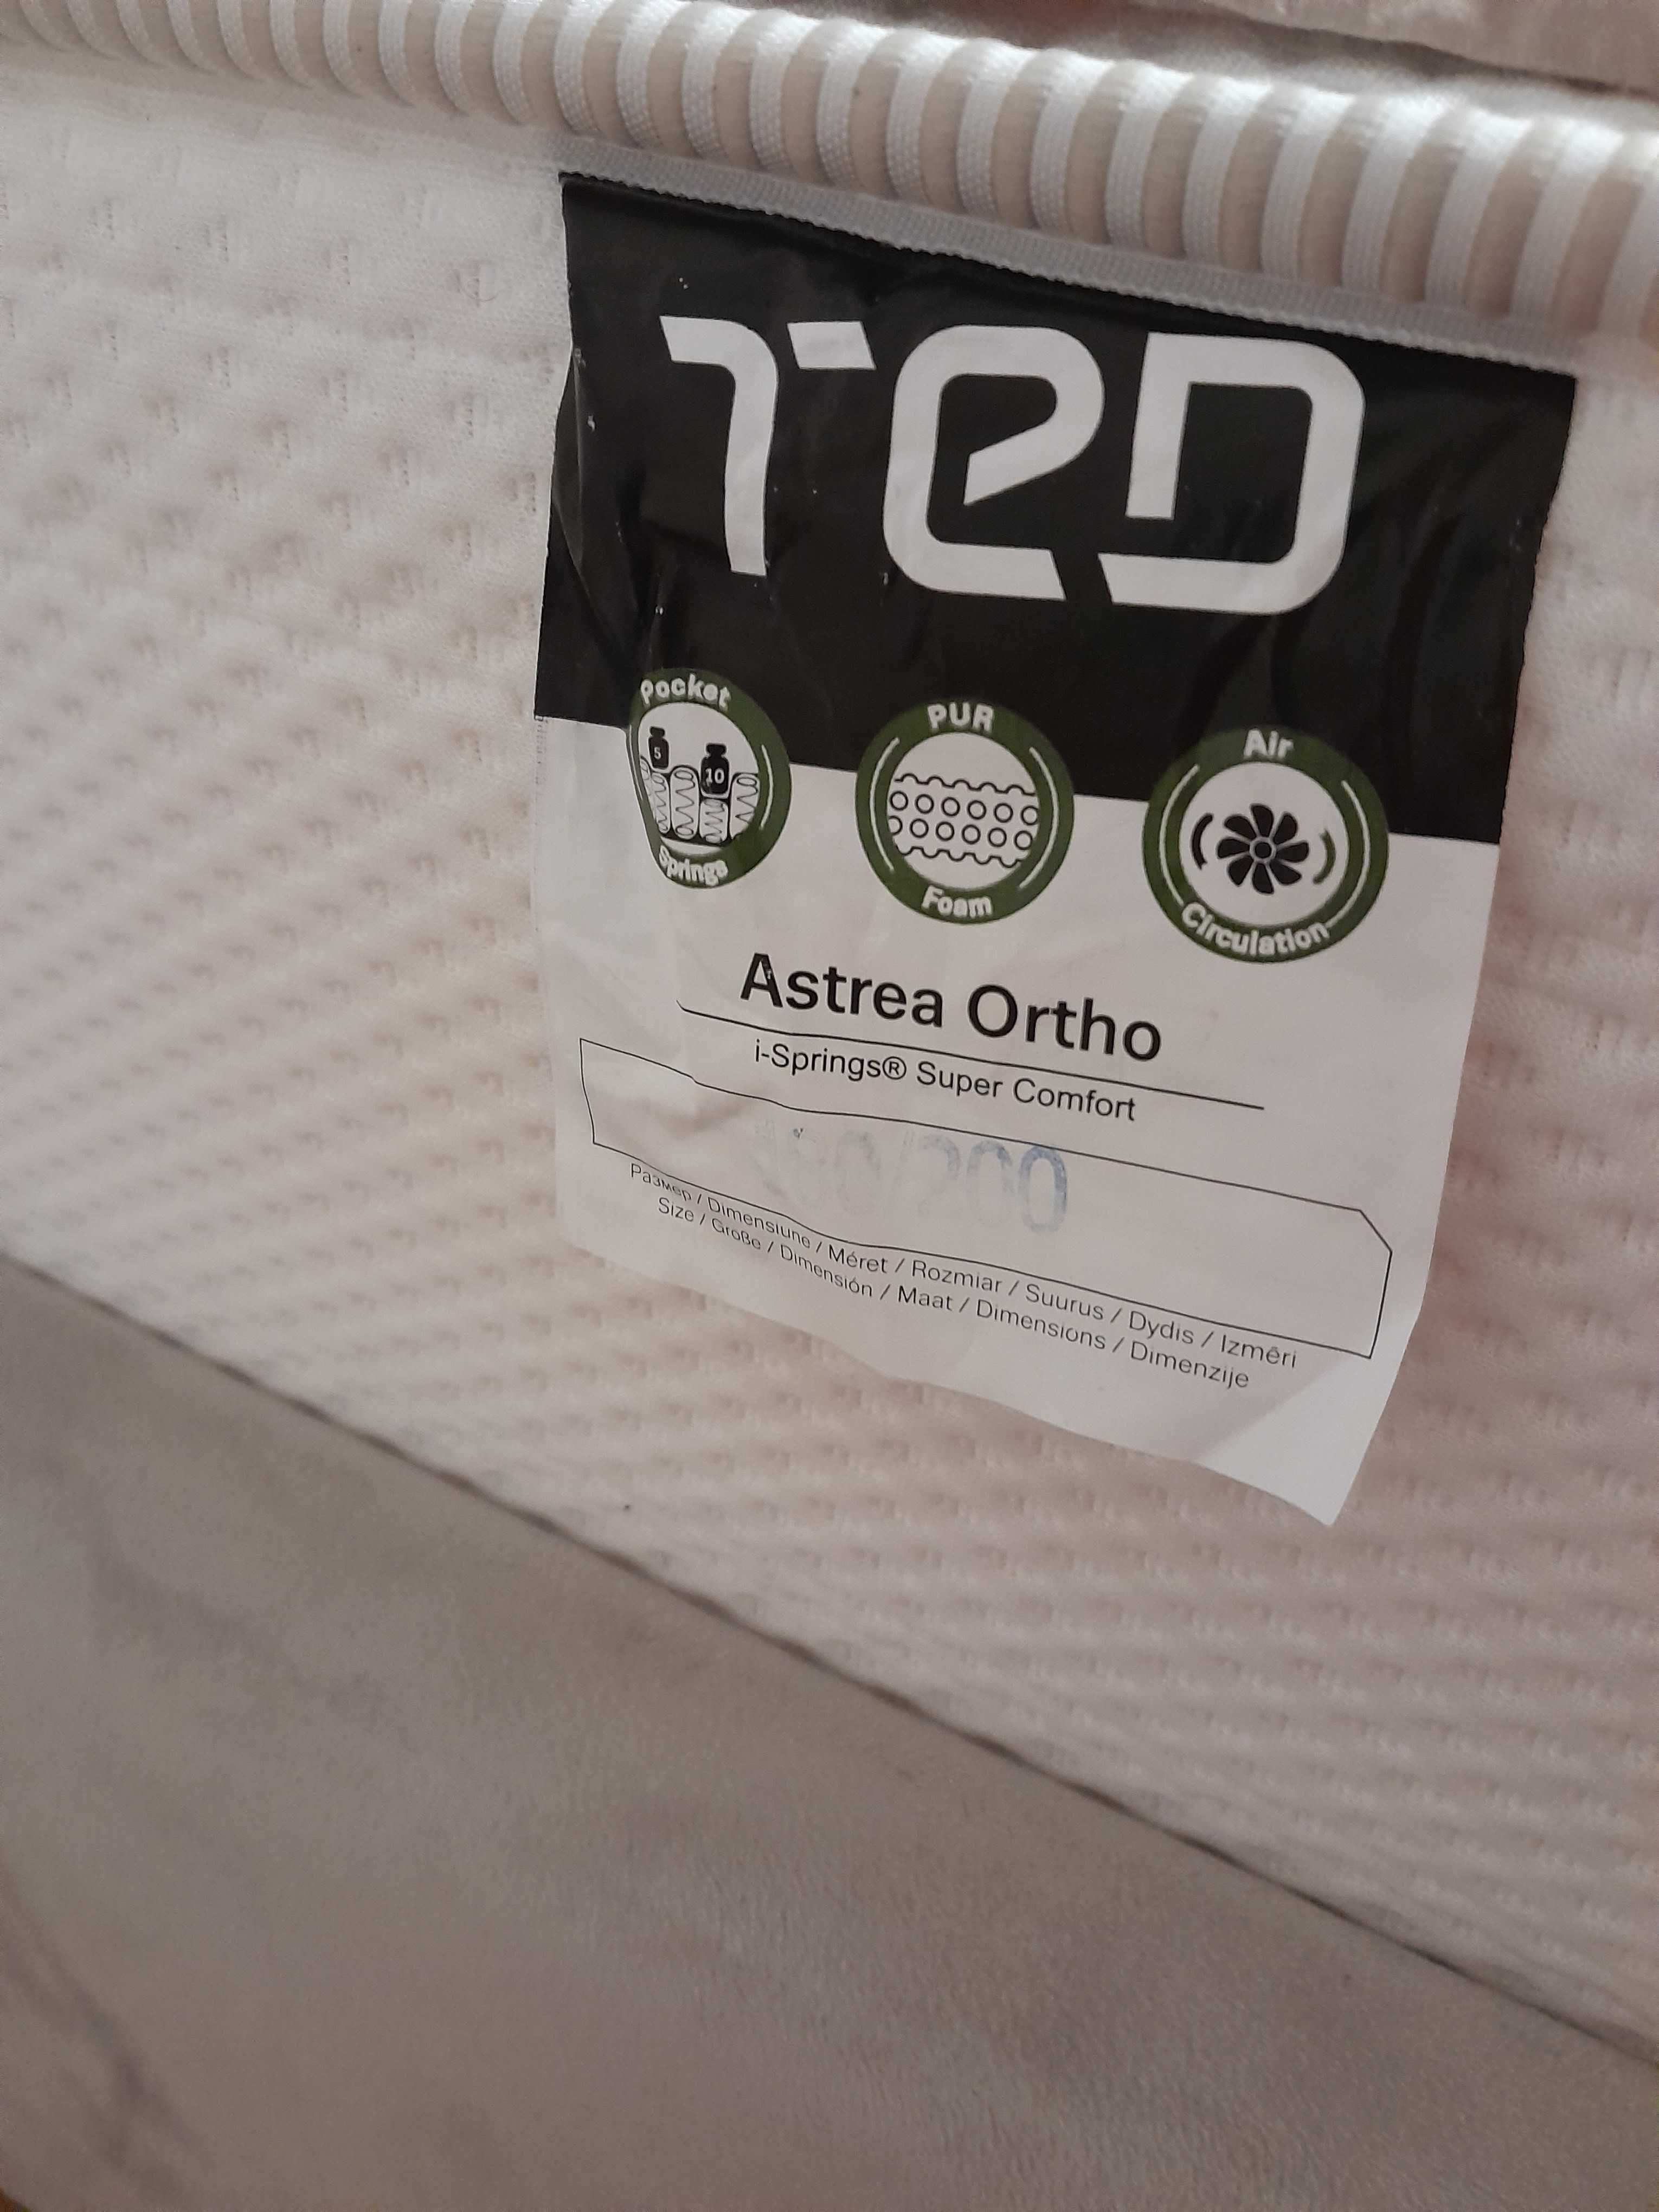 TED
Pocket Springs
5
10
PUR Foam
Air Circulation
Astrea Ortho
i-Springs® Super Comfort
Размер / Dimensiune / Méret / Rozmiar / Suurus / Dydis / Izmēri
Size / Große / Dimensión / Maat / Dimensions / Dimenzije